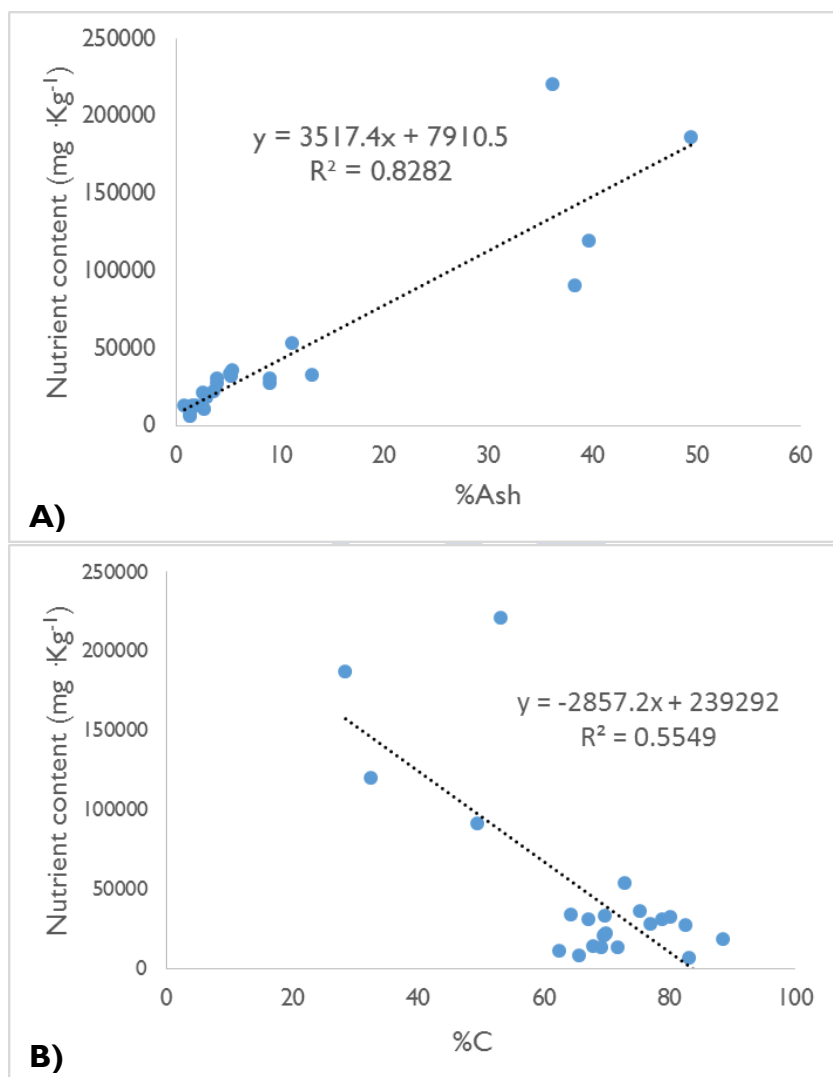 250000
200000
150000
100000
50000
0
Nutrient content (mg ·Kg⁻¹)
y = 3517.4x + 7910.5
R² = 0.8282
0 10 20 30 40 50 60
%Ash
A)
250000
200000
150000
100000
50000
0
Nutrient content (mg ·Kg⁻¹)
y = -2857.2x + 239292
R² = 0.5549
0 20 40 60 80 100
%C
B)